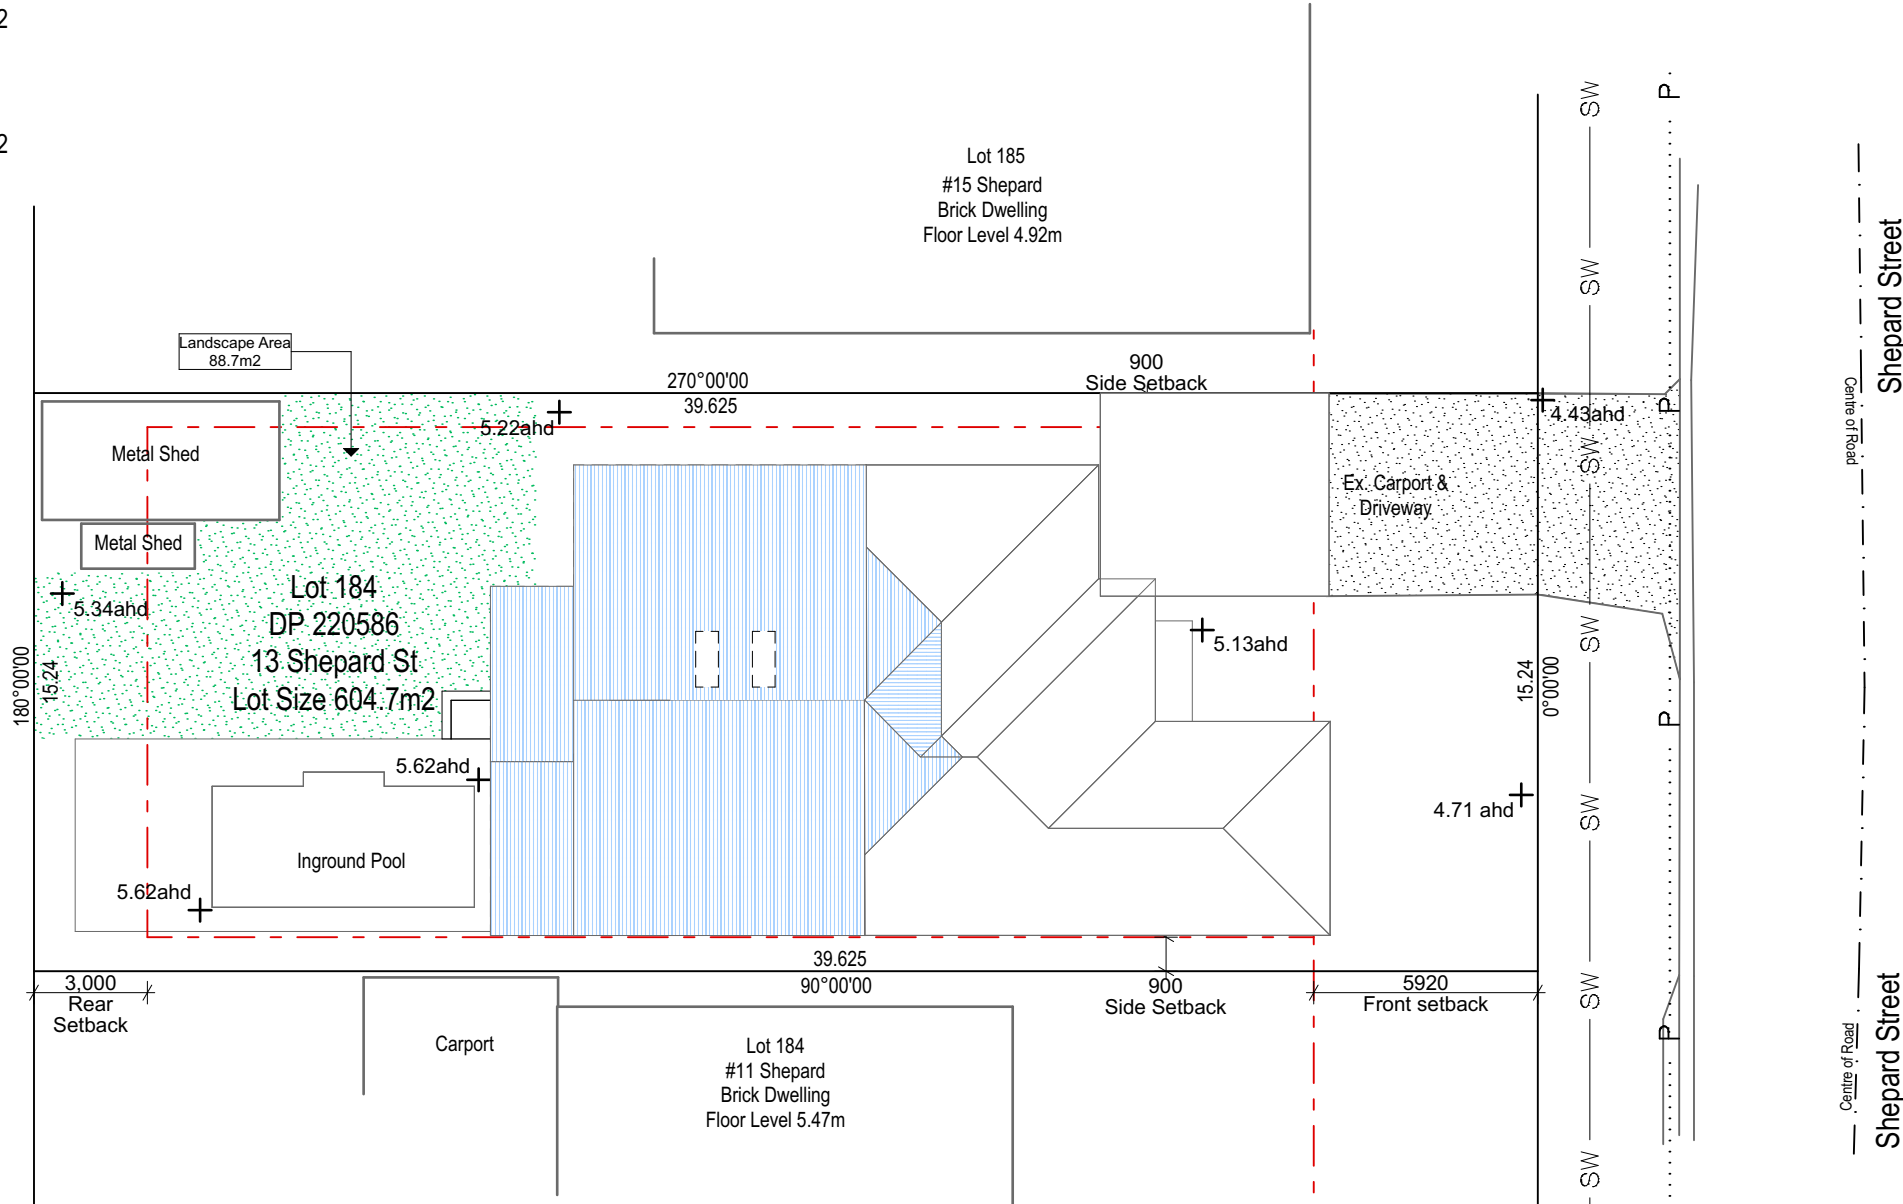 2
2
Lot 185
#15 Shepard
Brick Dwelling
Floor Level 4.92m
SW
P
SW
Shepard Street
Landscape Area
88.7m2
270°00'00
39.625
900
Side Setback
Centre of Road
5.22ahd
4.43ahd
P
Metal Shed
SW
Ex. Carport &
Driveway
Metal Shed
Lot 184
DP 220586
13 Shepard St
Lot Size 604.7m2
5.34ahd
5.13ahd
SW
180°00'00
15.24
15.24
0°00'00
P
5.62ahd
4.71 ahd
SW
Inground Pool
5.62ahd
39.625
90°00'00
3,000
Rear
Setback
900
Side Setback
5920
Front setback
SW
Carport
Lot 184
#11 Shepard
Brick Dwelling
Floor Level 5.47m
P
Centre of Road
Shepard Street
SW